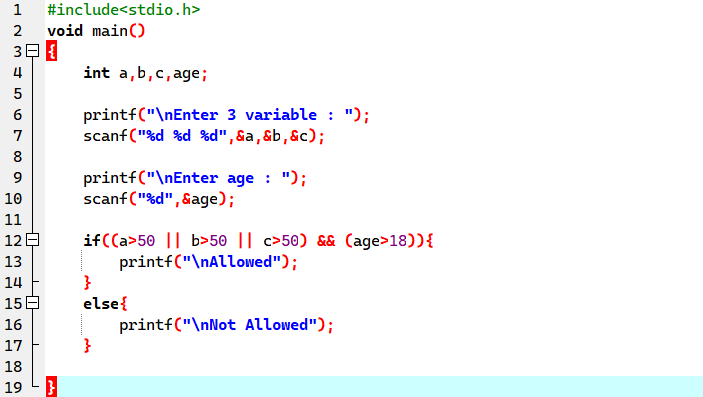 1 #include<stdio.h>
2 void main()
3 {
4 int a,b,c,age;
5
6 printf("\nEnter 3 variable : ");
7 scanf("%d %d %d",&a,&b,&c);
8
9 printf("\nEnter age : ");
10 scanf("%d",&age);
11
12 if((a>50 || b>50 || c>50) && (age>18)){
13 printf("\nAllowed");
14 }
15 else{
16 printf("\nNot Allowed");
17 }
18
19 }